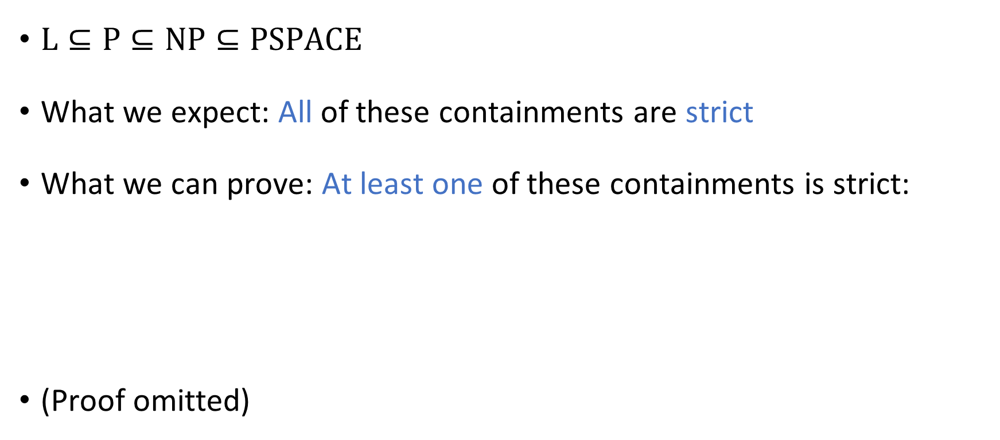 • L ⊆ P ⊆ NP ⊆ PSPACE
• What we expect: All of these containments are strict
• What we can prove: At least one of these containments is strict:
• (Proof omitted)